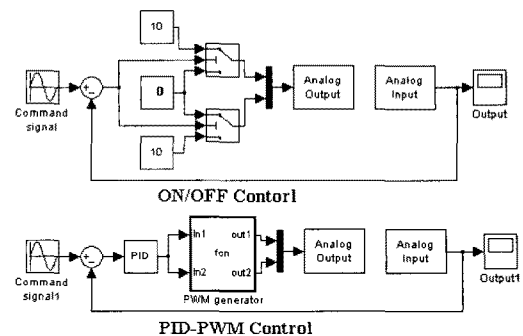 10
0
10
Analog
Output
Analog
Input
Command
signal
Output
ON/OFF Contorl
PID
In1
In2
fcn
out1
out2
PWM generator
Analog
Output
Analog
Input
Command
signal1
Output1
PID-PWM Control